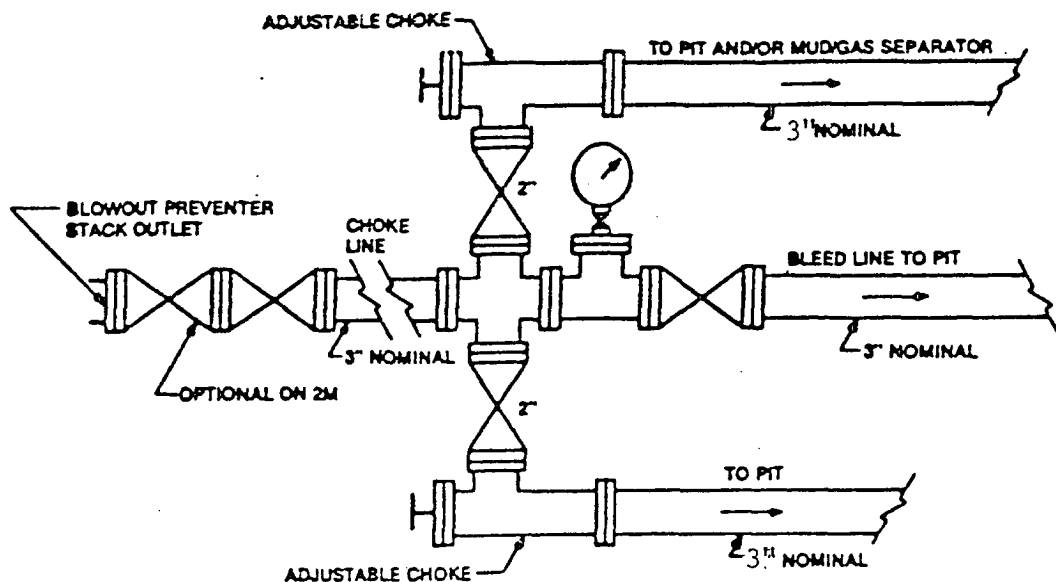 ADJUSTABLE CHOKE
TO PIT AND/OR MUD/GAS SEPARATOR
3" NOMINAL
2"
BLOWOUT PREVENTER
STACK OUTLET
CHOKE
LINE
BLEED LINE TO PIT
3" NOMINAL
3" NOMINAL
OPTIONAL ON 2M
2"
TO PIT
3" NOMINAL
ADJUSTABLE CHOKE